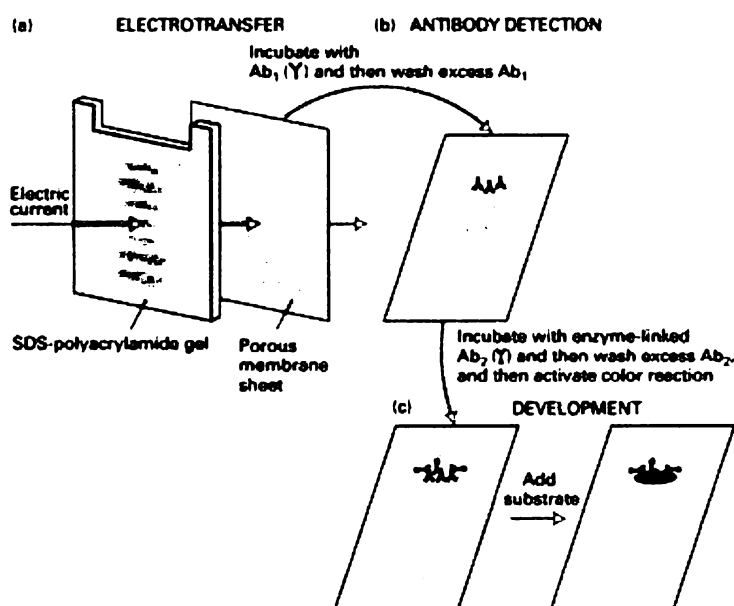 (a) ELECTROTRANSFER
(b) ANTIBODY DETECTION
Incubate with
Ab₁ (Y) and then wash excess Ab₁
Electric
current
SDS-polyacrylamide gel
Porous
membrane
sheet
Incubate with enzyme-linked
Ab₂ (Y) and then wash excess Ab₂,
and then activate color reaction
(c) DEVELOPMENT
Add
substrate